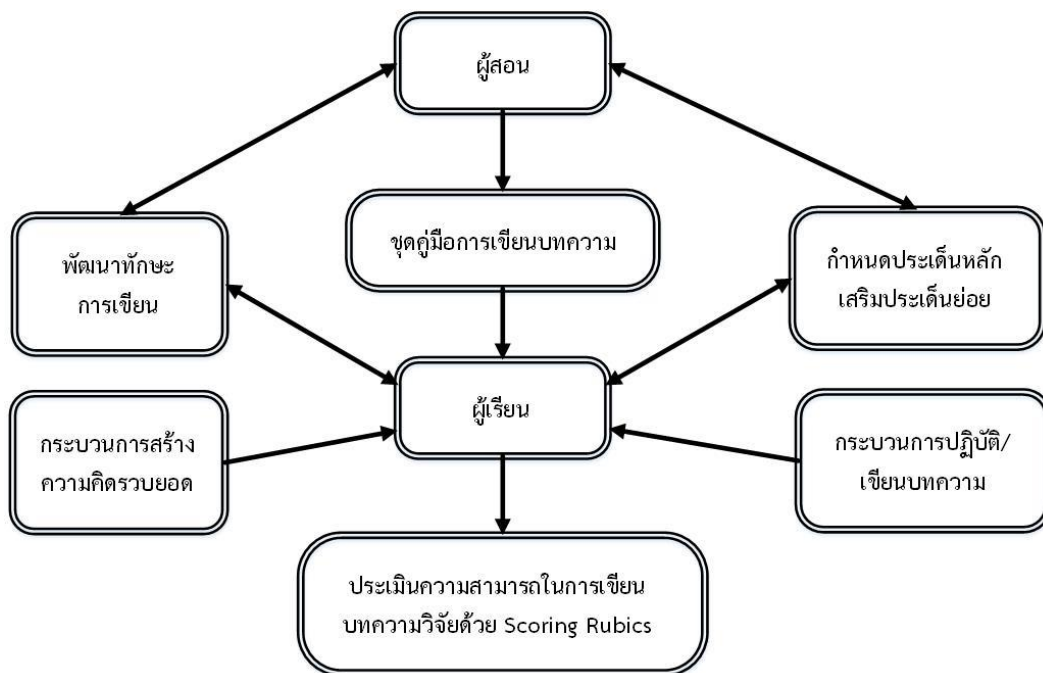 ผู้สอน
ชุดคู่มือการเขียนบทความ
พัฒนาทักษะ
การเขียน
กำหนดประเด็นหลัก
เสริมประเด็นย่อย
ผู้เรียน
กระบวนการสร้าง
ความคิดรวบยอด
กระบวนการปฏิบัติ/
เขียนบทความ
ประเมินความสามารถในการเขียน
บทความวิจัยด้วย Scoring Rubics